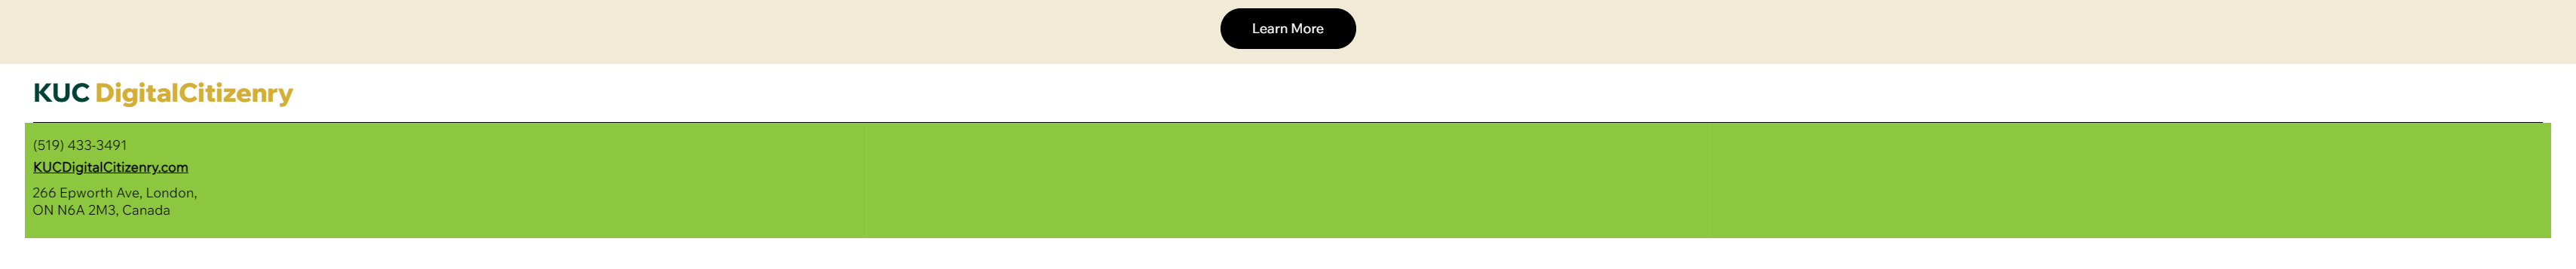 Learn More
KUC DigitalCitizenry
(519) 433-3491
KUCDigitalCitizenry.com
266 Epworth Ave, London,
ON N6A 2M3, Canada